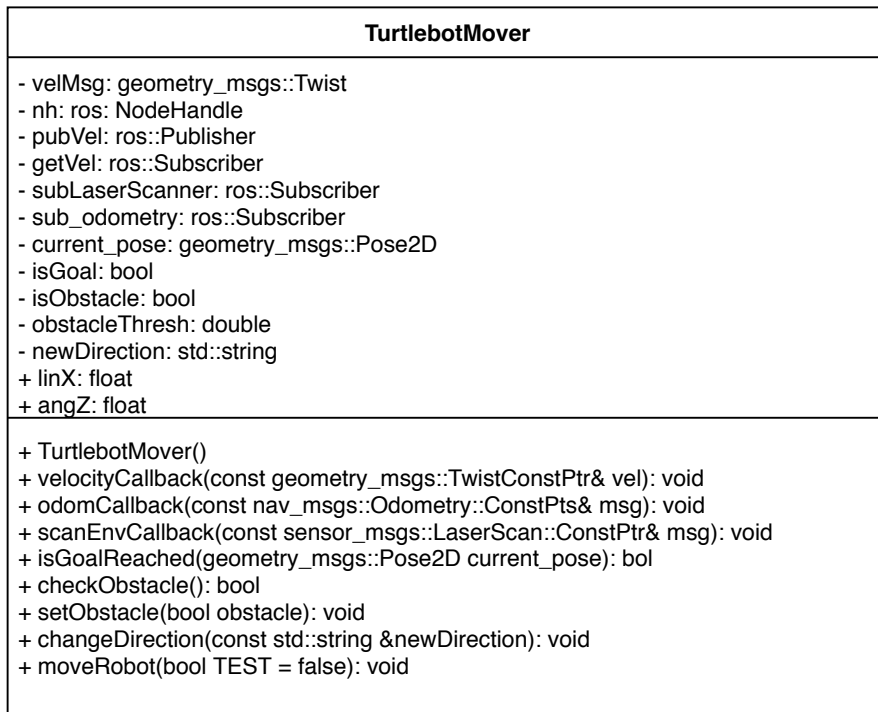 TurtlebotMover
- velMsg: geometry_msgs::Twist
- nh: ros: NodeHandle
- pubVel: ros::Publisher
- getVel: ros::Subscriber
- subLaserScanner: ros::Subscriber
- sub_odometry: ros::Subscriber
- current_pose: geometry_msgs::Pose2D
- isGoal: bool
- isObstacle: bool
- obstacleThresh: double
- newDirection: std::string
+ linX: float
+ angZ: float
+ TurtlebotMover()
+ velocityCallback(const geometry_msgs::TwistConstPtr& vel): void
+ odomCallback(const nav_msgs::Odometry::ConstPts& msg): void
+ scanEnvCallback(const sensor_msgs::LaserScan::ConstPtr& msg): void
+ isGoalReached(geometry_msgs::Pose2D current_pose): bol
+ checkObstacle(): bool
+ setObstacle(bool obstacle): void
+ changeDirection(const std::string &newDirection): void
+ moveRobot(bool TEST = false): void